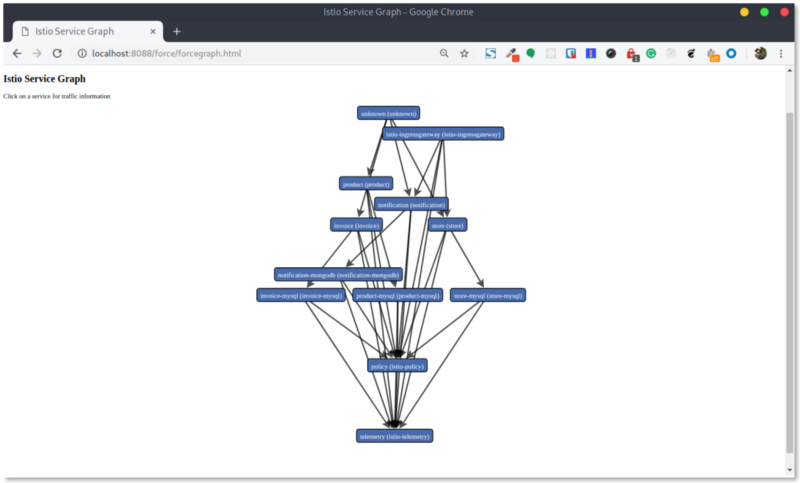 Istio Service Graph - Google Chrome
Istio Service Graph
localhost:8088/force/forcegraph.html
Istio Service Graph
Click on a service for traffic information
unknown (unknown)
istio-ingressgateway (istio-ingressgateway)
product (product)
notification (notification)
invoice (invoice)
store (store)
notification-mongodb (notification-mongodb)
invoice-mysql (invoice-mysql)
product-mysql (product-mysql)
store-mysql (store-mysql)
policy (istio-policy)
telemetry (istio-telemetry)